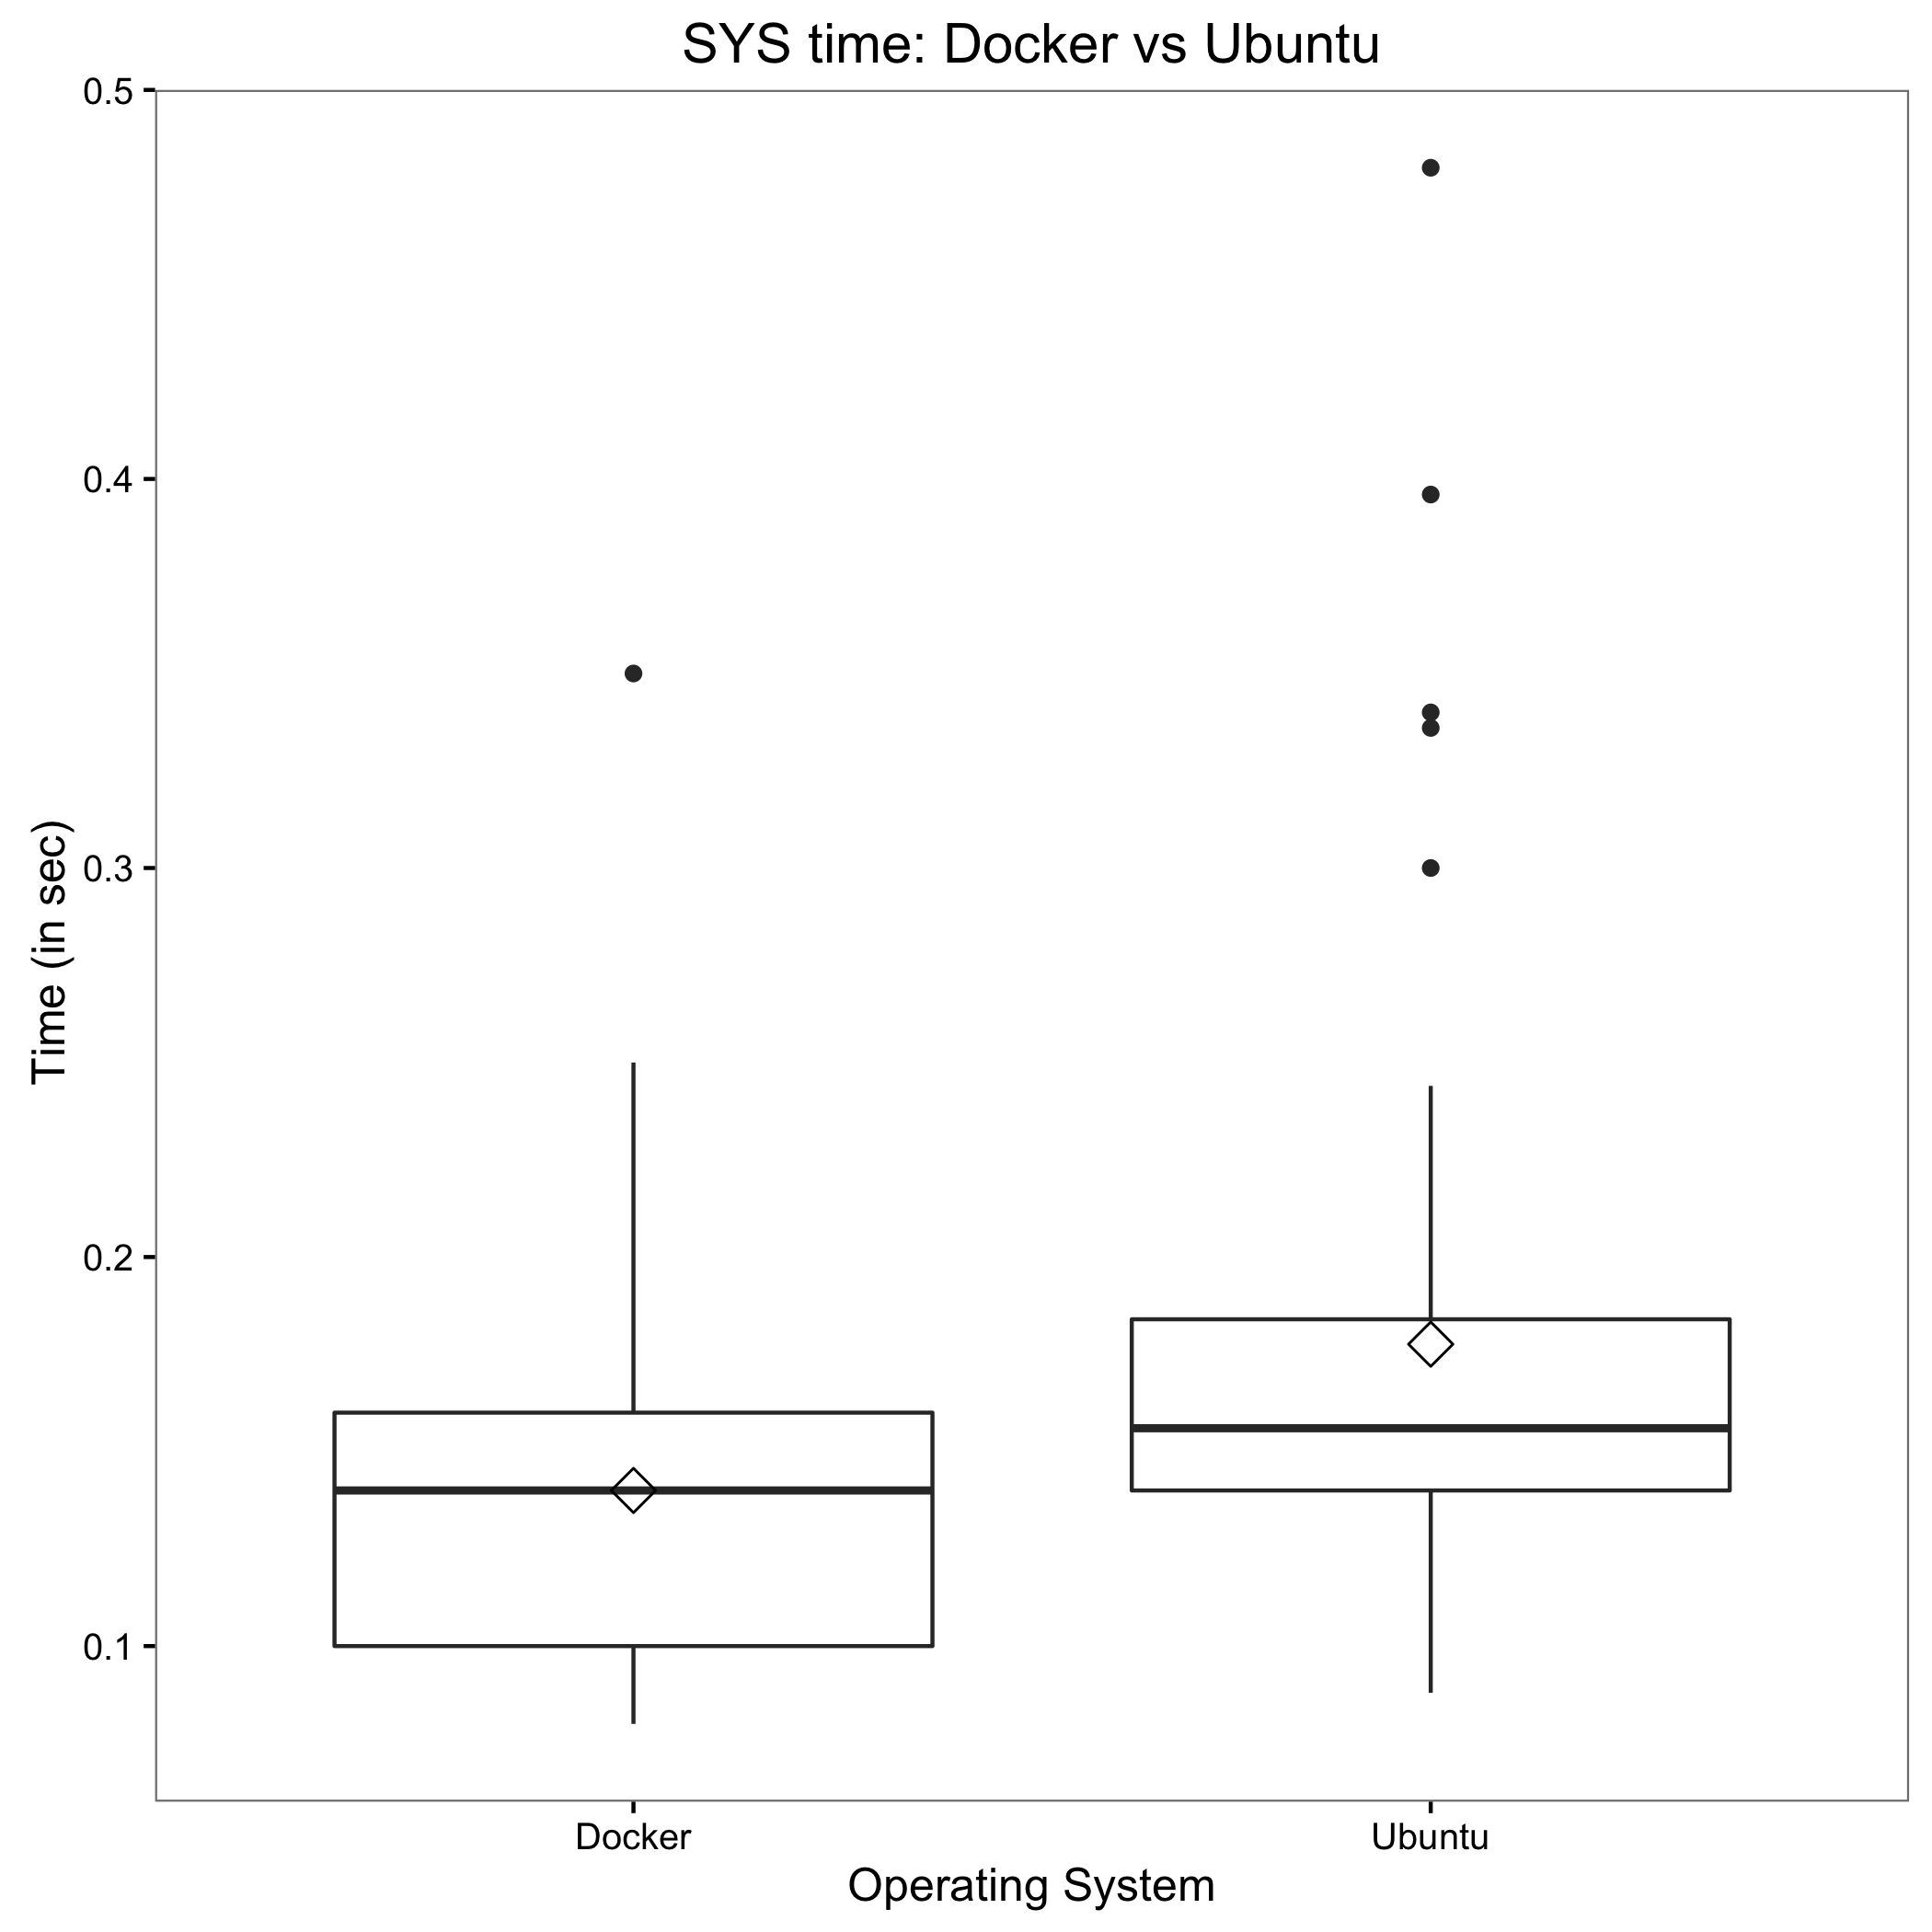 SYS time: Docker vs Ubuntu
0.5
0.4
0.3
0.2
0.1
Time (in sec)
Docker
Ubuntu
Operating System